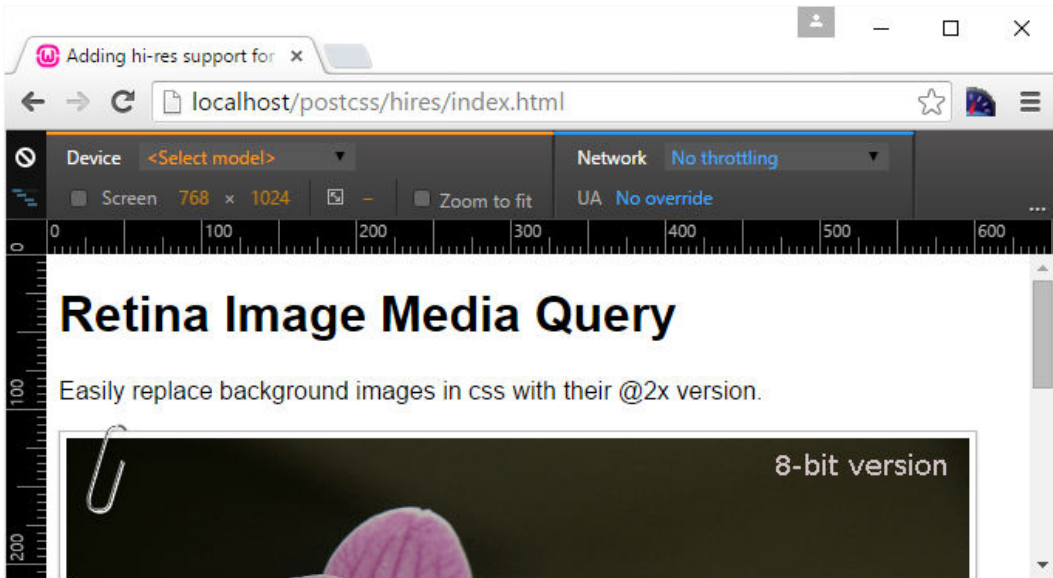 Adding hi-res support for
localhost/postcss/hires/index.html
Device <Select model> Network No throttling
Screen 768 × 1024 – Zoom to fit UA No override
...
0 100 200 300 400 500 600
0
Retina Image Media Query
100
Easily replace background images in css with their @2x version.
8-bit version
200